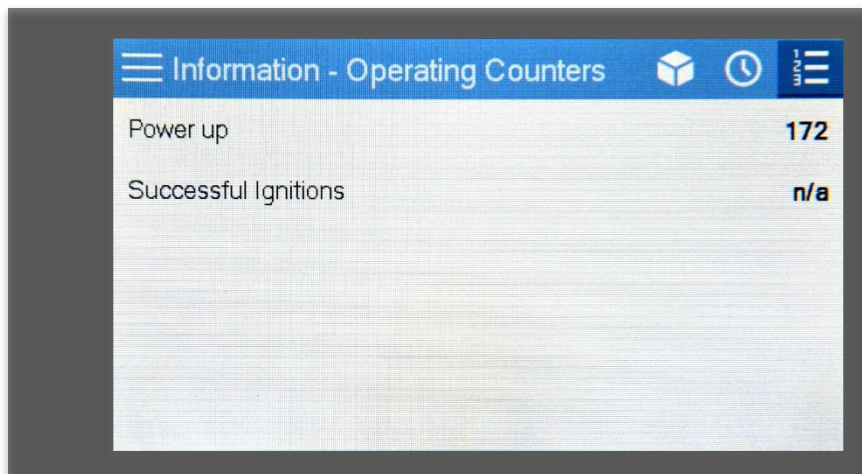 Information - Operating Counters
Power up 172
Successful Ignitions n/a